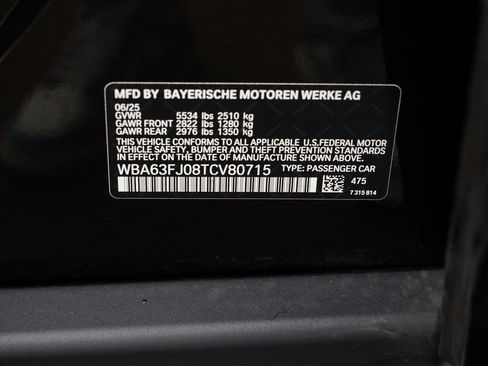 MFD BY BAYERISCHE MOTOREN WERKE AG
06/25
GVWR 5534 lbs 2510 kg
GAWR FRONT 2822 lbs 1280 kg
GAWR REAR 2976 lbs 1350 kg
THIS VEHICLE CONFORMS TO ALL APPLICABLE U.S.FEDERAL MOTOR
VEHICLE SAFETY, BUMPER AND THEFT STANDARDS IN EFFECT ON THE
DATE OF MANUFACTURE SHOWN ABOVE.
WBA63FJ08TCV80715 TYPE: PASSENGER CAR
475
7 315 814